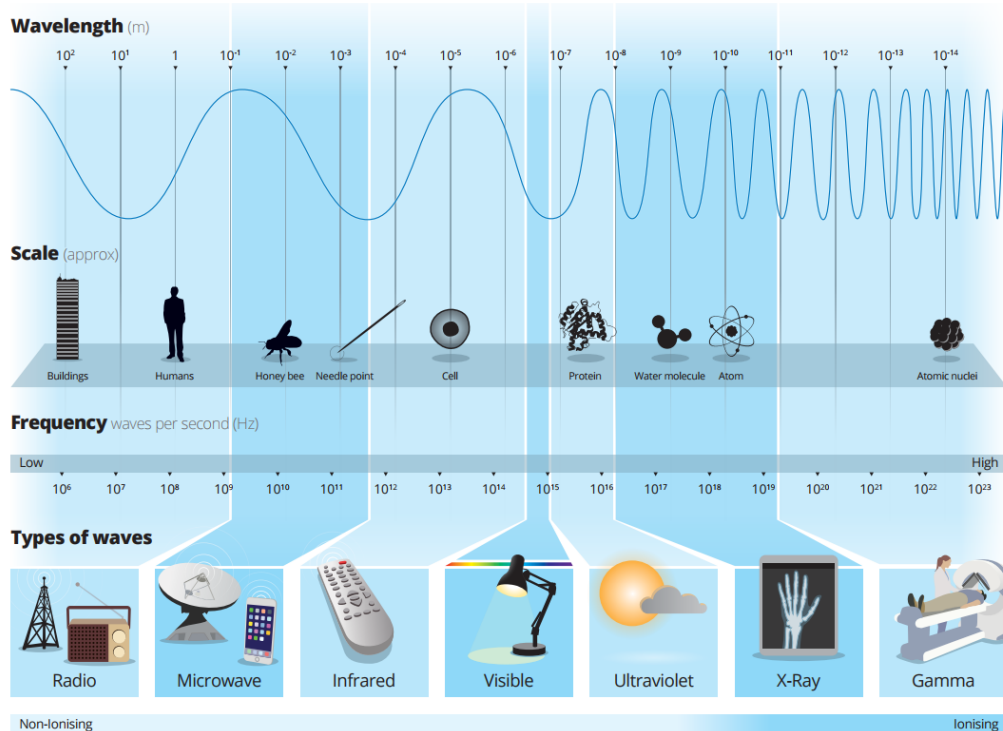 Wavelength (m)
10² 10¹ 1 10⁻¹ 10⁻² 10⁻³ 10⁻⁴ 10⁻⁵ 10⁻⁶ 10⁻⁷ 10⁻⁸ 10⁻⁹ 10⁻¹⁰ 10⁻¹¹ 10⁻¹² 10⁻¹³ 10⁻¹⁴
Scale (approx)
Buildings Humans Honey bee Needle point Cell Protein Water molecule Atom Atomic nuclei
Frequency waves per second (Hz)
Low High
10⁶ 10⁷ 10⁸ 10⁹ 10¹⁰ 10¹¹ 10¹² 10¹³ 10¹⁴ 10¹⁵ 10¹⁶ 10¹⁷ 10¹⁸ 10¹⁹ 10²⁰ 10²¹ 10²² 10²³
Types of waves
Radio Microwave Infrared Visible Ultraviolet X-Ray Gamma
Non-Ionising Ionising